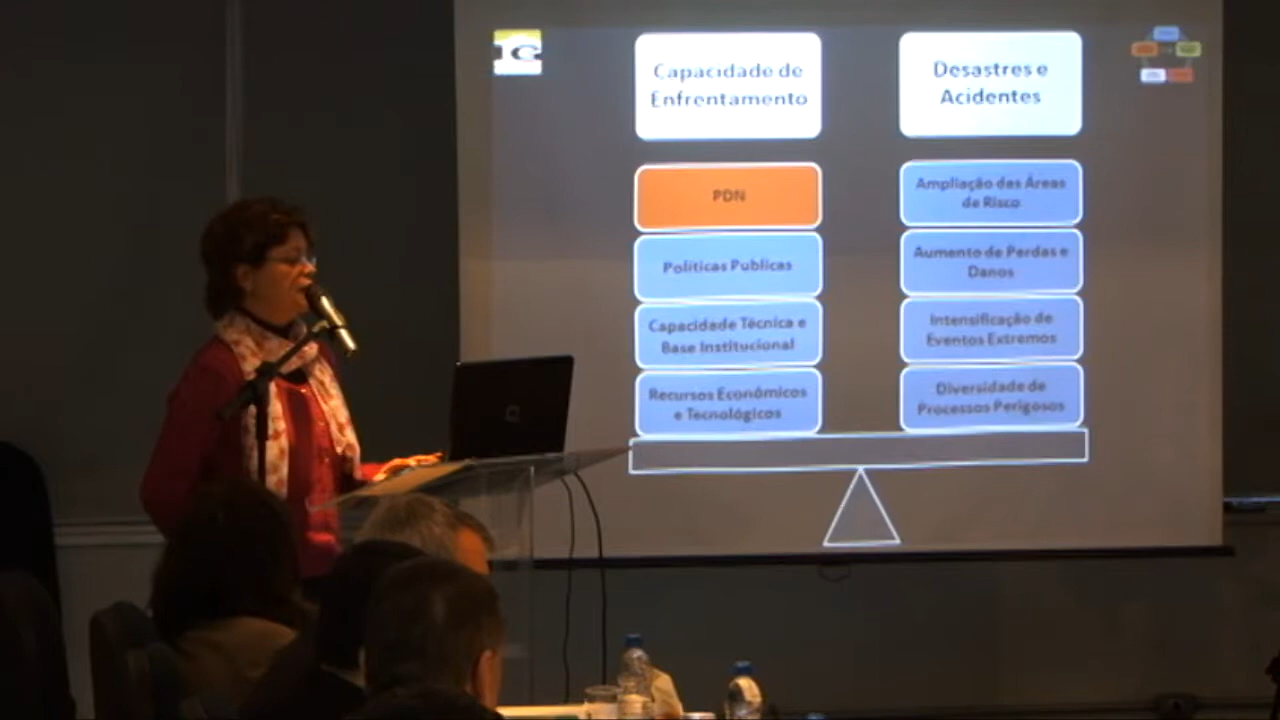 Capacidade de
Enfrentamento
PDN
Políticas Publicas
Capacidade Técnica e
Base Institucional
Recursos Econômicos
e Tecnológicos
Desastres e
Acidentes
Ampliação das Áreas
de Risco
Aumento de Perdas e
Danos
Intensificação de
Eventos Extremos
Diversidade de
Processos Perigosos